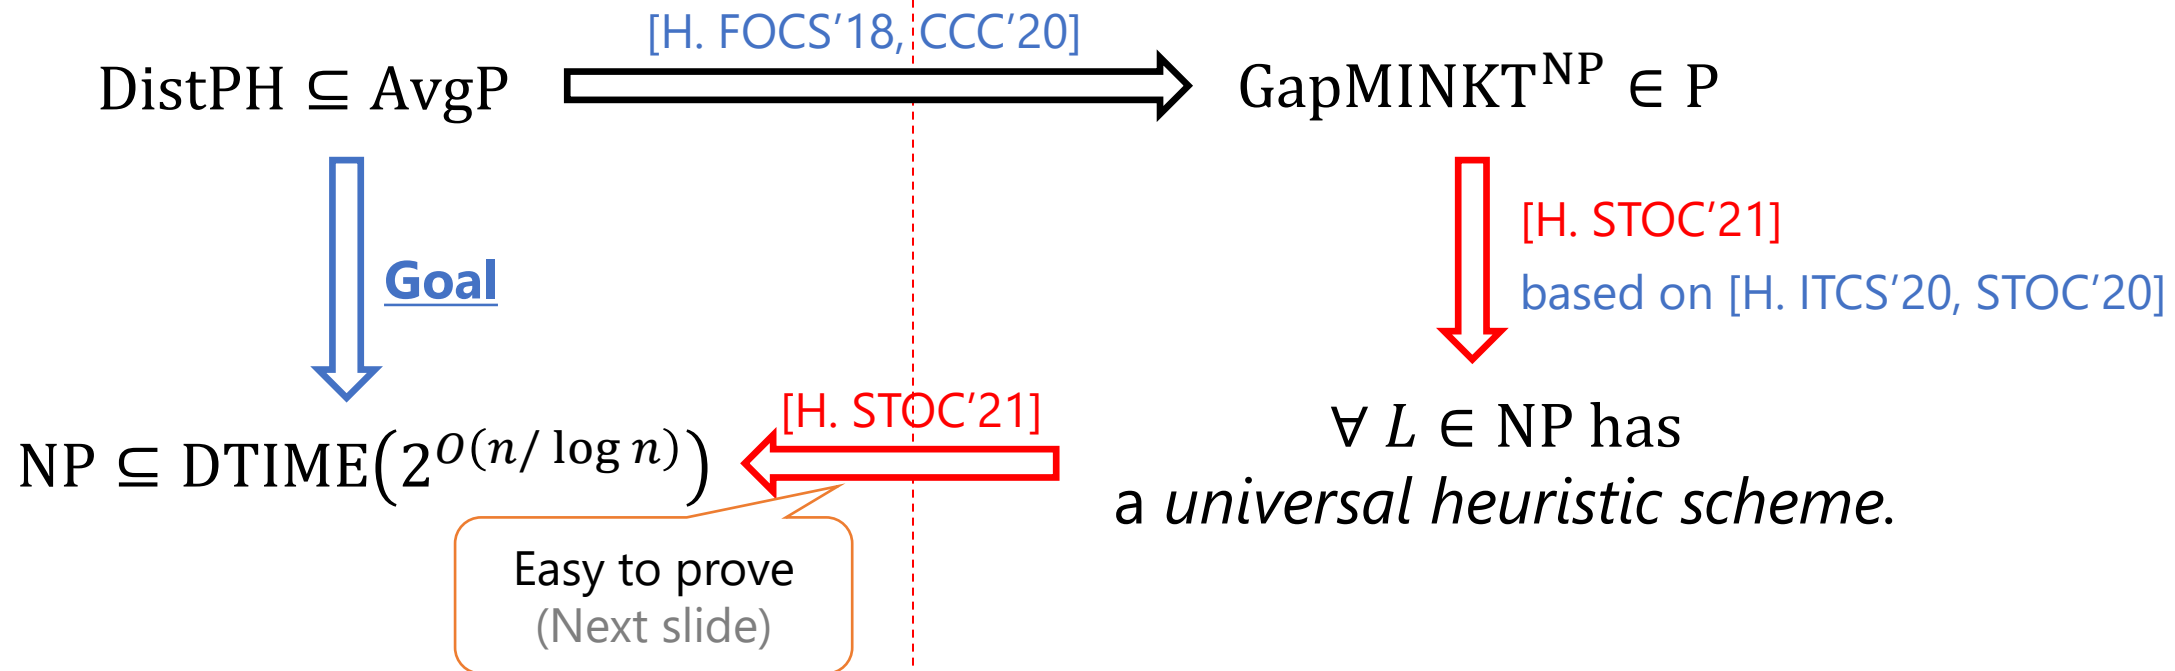 [H. FOCS’18, CCC’20]
DistPH ⊆ AvgP
GapMINKT^NP ∈ P
[H. STOC’21]
based on [H. ITCS’20, STOC’20]
Goal
[H. STOC’21]
NP ⊆ DTIME(2^O(n/ log n))
∀ L ∈ NP has
a universal heuristic scheme.
Easy to prove
(Next slide)